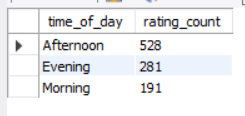 time_of_day rating_count
Afternoon 528
Evening 281
Morning 191